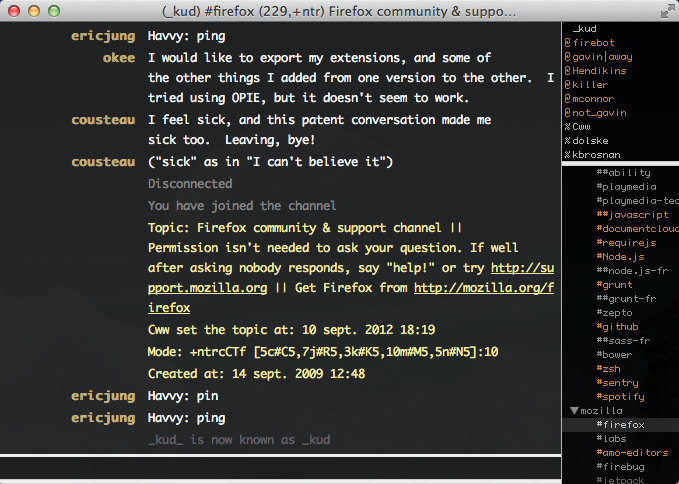 (_kud) #firefox (229,+ntr) Firefox community & suppo...
ericjung Havvy: ping
okee I would like to export my extensions, and some of
the other things I added from one version to the other. I
tried using OPIE, but it doesn't seem to work.
cousteau I feel sick, and this patent conversation made me
sick too. Leaving, bye!
cousteau ("sick" as in "I can't believe it")
Disconnected
You have joined the channel
Topic: Firefox community & support channel ||
Permission isn't needed to ask your question. If well
after asking nobody responds, say "help!" or try http://su
pport.mozilla.org || Get Firefox from http://mozilla.org/f
irefox
Cww set the topic at: 10 sept. 2012 18:19
Mode: +ntrcCTf [5c#C5,7j#R5,3k#K5,10m#M5,5n#N5]:10
Created at: 14 sept. 2009 12:48
ericjung Havvy: pin
ericjung Havvy: ping
_kud_ is now known as _kud
_kud
@firebot
@gavin|away
@Hendikins
@killer
@mconnor
@not_gavin
%Cww
%dolske
%kbrosnan
##ability
#playmedia
#playmedia-tec
##javascript
#documentcloud
#requirejs
#Node.js
##node.js-fr
#grunt
##grunt-fr
#zepto
#github
##sass-fr
#bower
#zsh
#sentry
#spotify
▼mozilla
#firefox
#labs
#amo-editors
#firebug
#jetpack